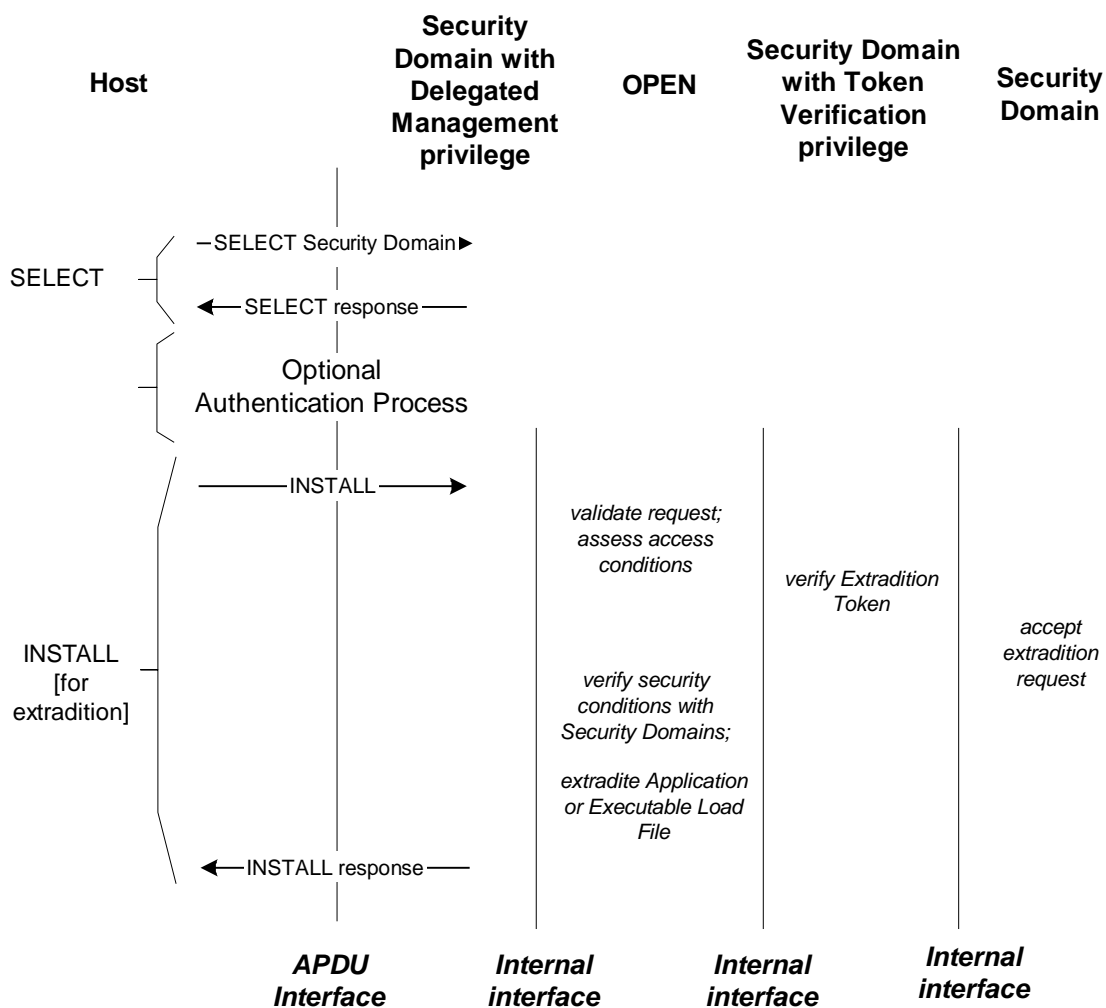 Host
Security
Domain with
Delegated
Management
privilege
OPEN
Security Domain
with Token
Verification
privilege
Security
Domain
SELECT
SELECT Security Domain
SELECT response
Optional
Authentication Process
INSTALL
[for
extradition]
INSTALL
validate request;
assess access
conditions
verify Extradition
Token
accept
extradition
request
verify security
conditions with
Security Domains;
extradite Application
or Executable Load
File
INSTALL response
APDU
Interface
Internal
interface
Internal
interface
Internal
interface